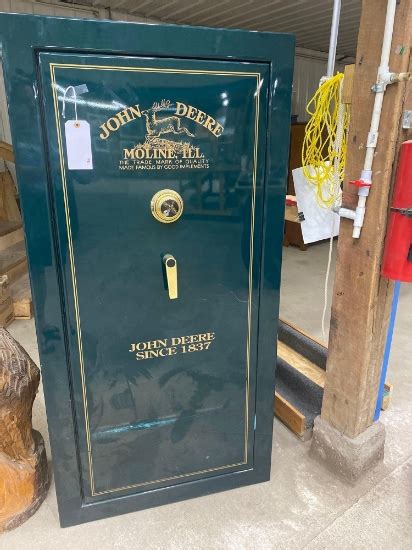 JOHN DEERE
MOLINE, ILL.
THE TRADE MARK OF QUALITY
MADE FAMOUS BY GOOD IMPLEMENTS
JOHN DEERE
SINCE 1837